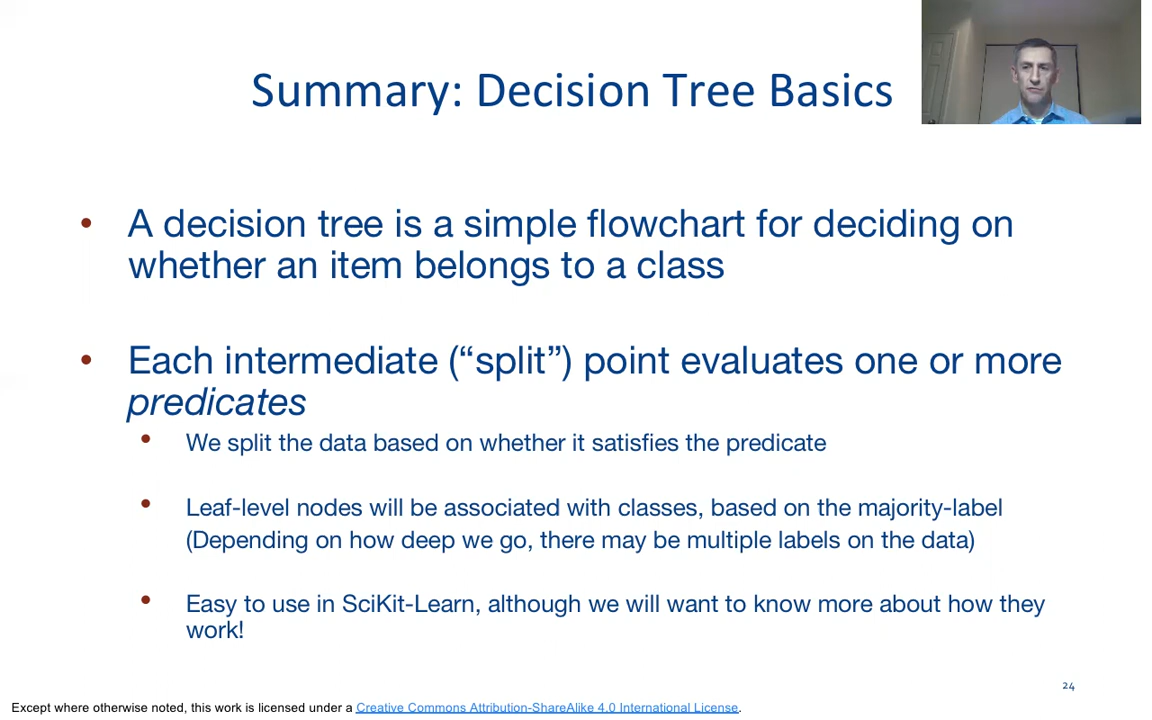 Summary: Decision Tree Basics
• A decision tree is a simple flowchart for deciding on
whether an item belongs to a class
• Each intermediate (“split”) point evaluates one or more
predicates
• We split the data based on whether it satisfies the predicate
• Leaf-level nodes will be associated with classes, based on the majority-label
(Depending on how deep we go, there may be multiple labels on the data)
• Easy to use in SciKit-Learn, although we will want to know more about how they
work!
24
Except where otherwise noted, this work is licensed under a Creative Commons Attribution-ShareAlike 4.0 International License.